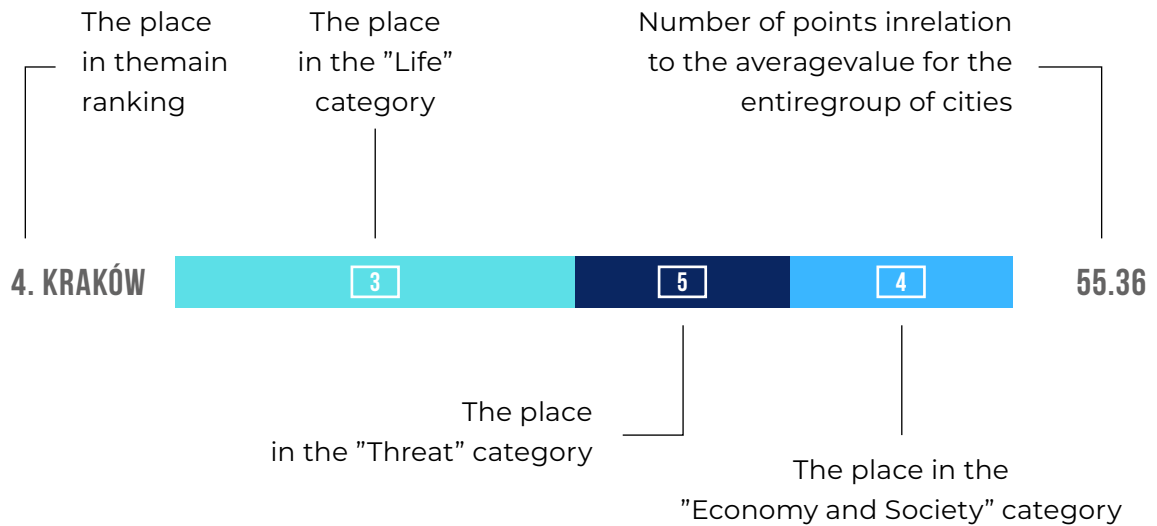 The place
in themain
ranking
The place
in the ”Life”
category
Number of points inrelation
to the averagevalue for the
entiregroup of cities
4. KRAKÓW
3
5
4
55.36
The place
in the ”Threat” category
The place in the
”Economy and Society” category